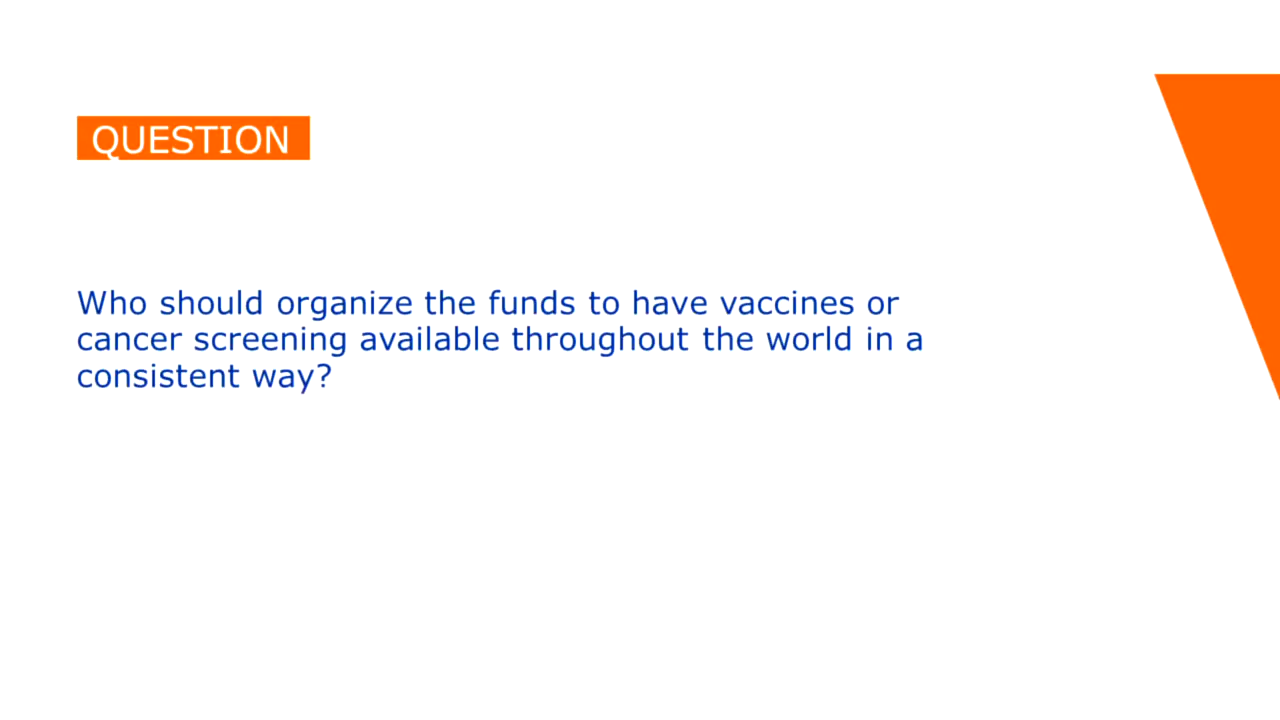 QUESTION
Who should organize the funds to have vaccines or
cancer screening available throughout the world in a
consistent way?